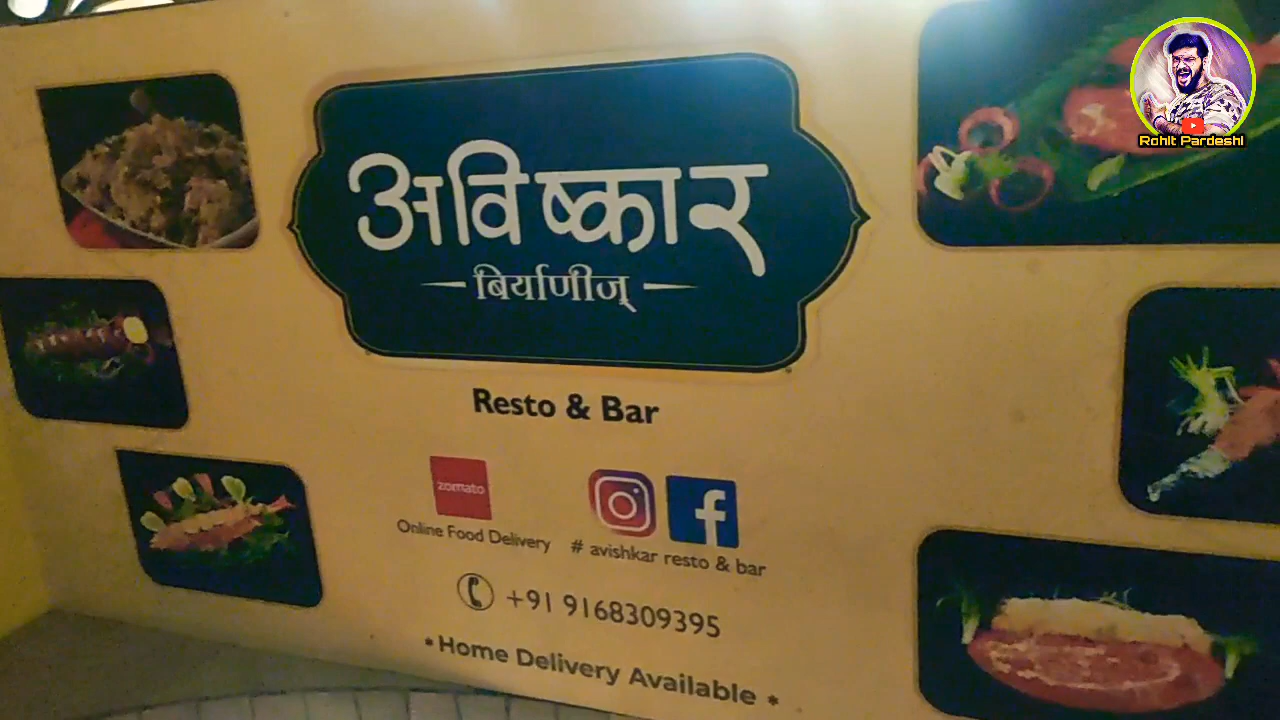 अविष्कार
बिर्याणीज्
Resto & Bar
zomato
Online Food Delivery
# avishkar resto & bar
+91 9168309395
*Home Delivery Available *
Rohit Pardeshi